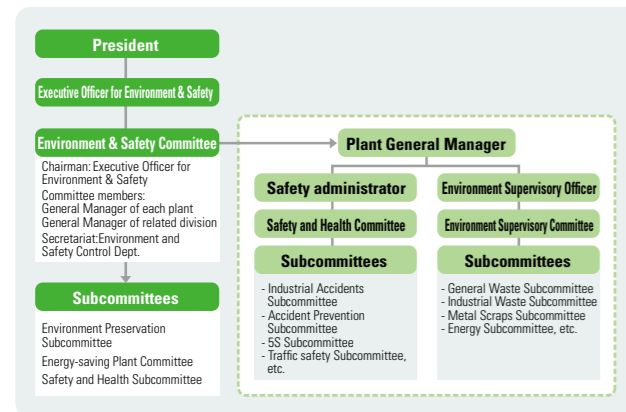 President
Executive Officer for Environment & Safety
Environment & Safety Committee
Chairman: Executive Officer for
Environment & Safety
Committee members:
General Manager of each plant
General Manager of related division
Secretariat:Environment and
Safety Control Dept.
Subcommittees
Environment Preservation
Subcommittee
Energy-saving Plant Committee
Safety and Health Subcommittee
Plant General Manager
Safety administrator
Safety and Health Committee
Subcommittees
- Industrial Accidents
Subcommittee
- Accident Prevention
Subcommittee
- 5S Subcommittee
- Traffic safety Subcommittee,
etc.
Environment Supervisory Officer
Environment Supervisory Committee
Subcommittees
- General Waste Subcommittee
- Industrial Waste Subcommittee
- Metal Scraps Subcommittee
- Energy Subcommittee, etc.